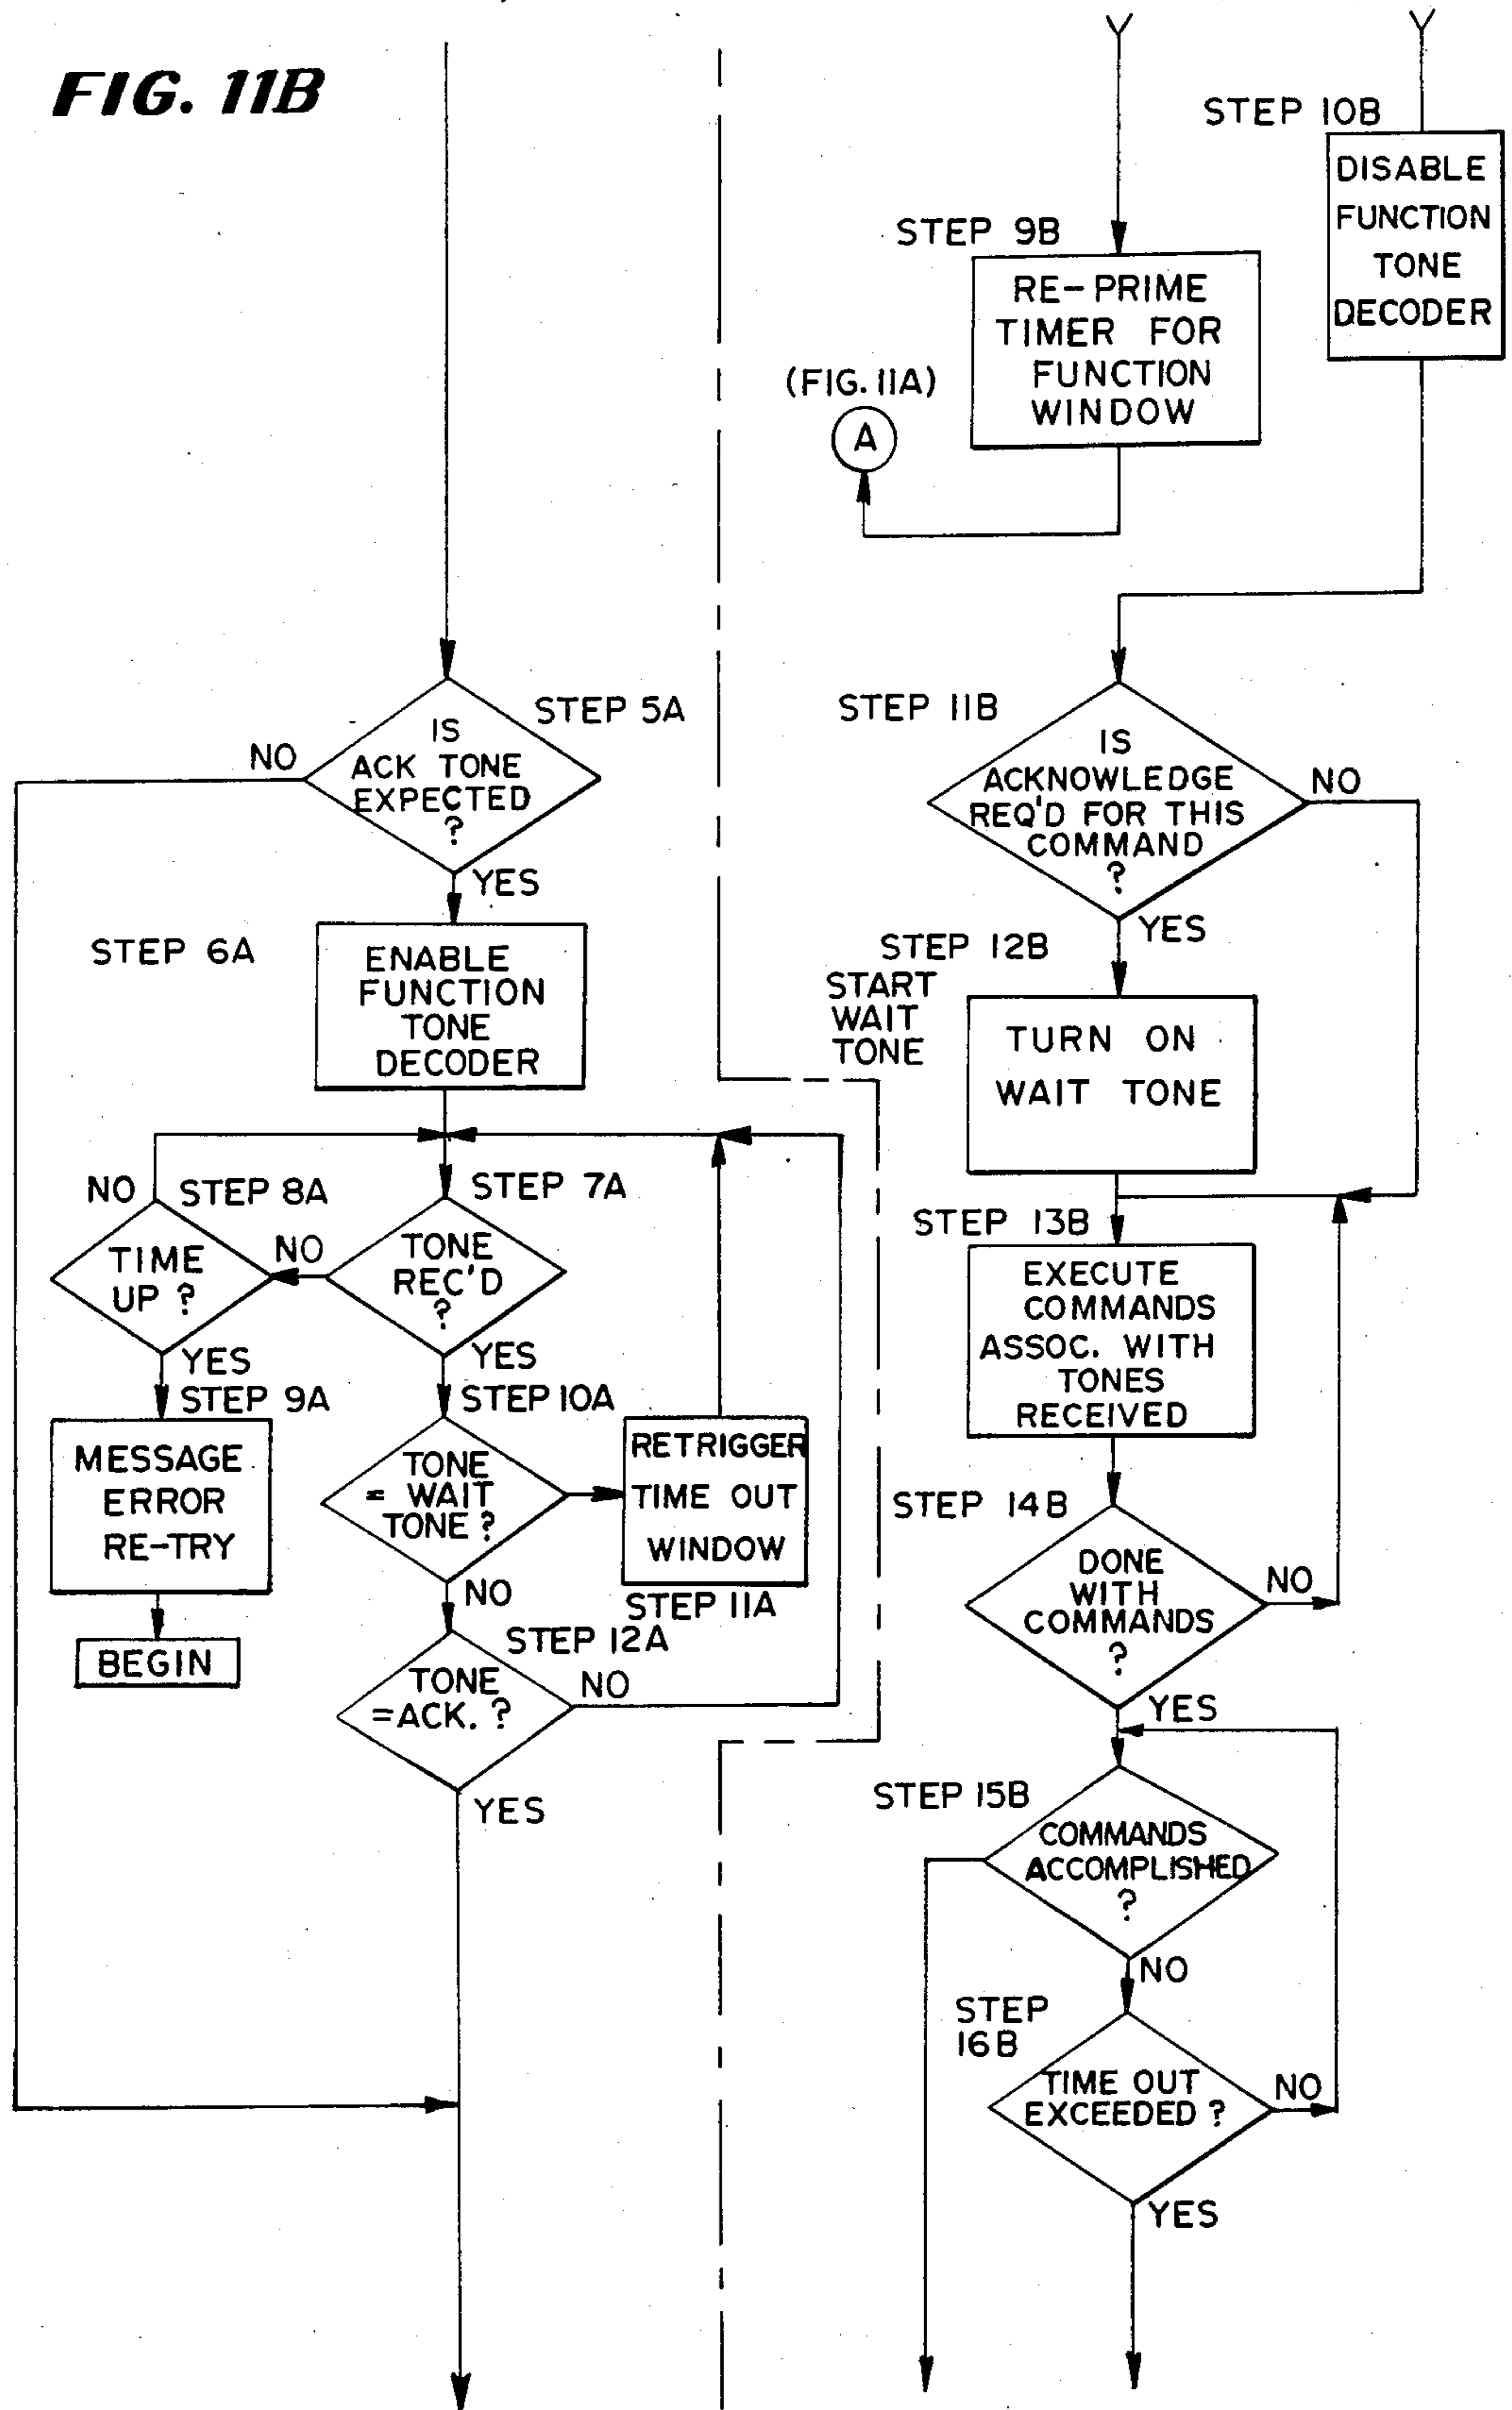 FIG. 11B
STEP 5A
IS
ACK TONE
EXPECTED
?
NO
YES
STEP 6A
ENABLE
FUNCTION
TONE
DECODER
STEP 7A
TONE
REC'D
?
NO
YES
STEP 8A
NO
TIME
UP ?
YES
STEP 9A
MESSAGE
ERROR
RE-TRY
BEGIN
STEP 10A
TONE
= WAIT
TONE ?
NO
RETRIGGER
TIME OUT
WINDOW
STEP 11A
STEP 12A
TONE
=ACK. ?
NO
YES
STEP 9B
RE-PRIME
TIMER FOR
FUNCTION
WINDOW
(FIG. 11A)
A
STEP 10B
DISABLE
FUNCTION
TONE
DECODER
STEP 11B
IS
ACKNOWLEDGE
REQ'D FOR THIS
COMMAND
?
NO
YES
STEP 12B
START
WAIT
TONE
TURN ON
WAIT TONE
STEP 13B
EXECUTE
COMMANDS
ASSOC. WITH
TONES
RECEIVED
STEP 14B
DONE
WITH
COMMANDS
?
NO
YES
STEP 15B
COMMANDS
ACCOMPLISHED
?
NO
STEP
16B
TIME OUT
EXCEEDED ?
NO
YES